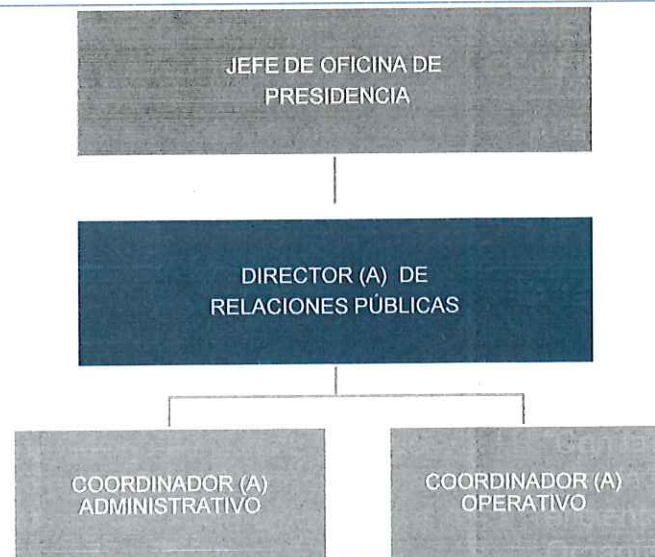 JEFE DE OFICINA DE
PRESIDENCIA
DIRECTOR (A) DE
RELACIONES PÚBLICAS
COORDINADOR (A)
ADMINISTRATIVO
COORDINADOR (A)
OPERATIVO